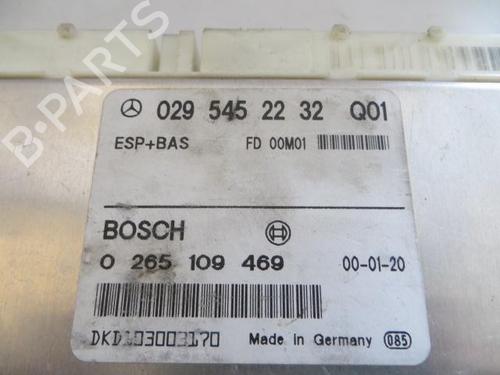 029 545 22 32 Q01
ESP+BAS FD 00M01
BOSCH
0 265 109 469 00-01-20
DKD103003170 Made in Germany 085
B-PARTS